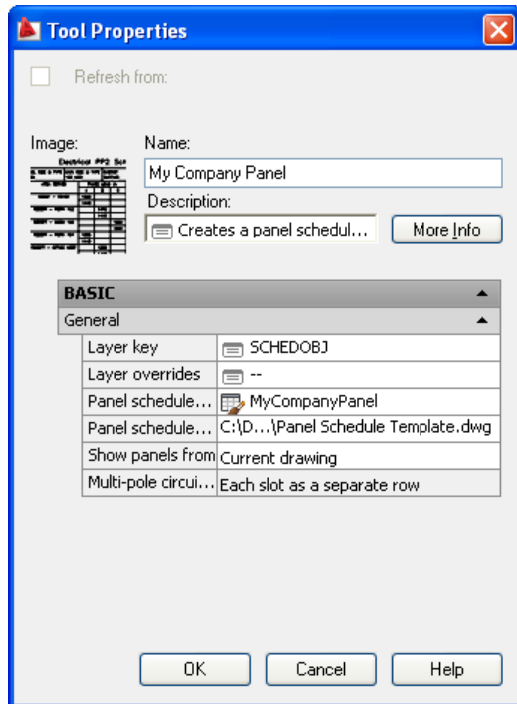 Tool Properties
Refresh from:
Image:
Name:
My Company Panel
Description:
Creates a panel schedul...
More Info
BASIC
General
Layer key SCHEDOBJ
Layer overrides --
Panel schedule... MyCompanyPanel
Panel schedule... C:\D...\Panel Schedule Template.dwg
Show panels from Current drawing
Multi-pole circui... Each slot as a separate row
OK Cancel Help